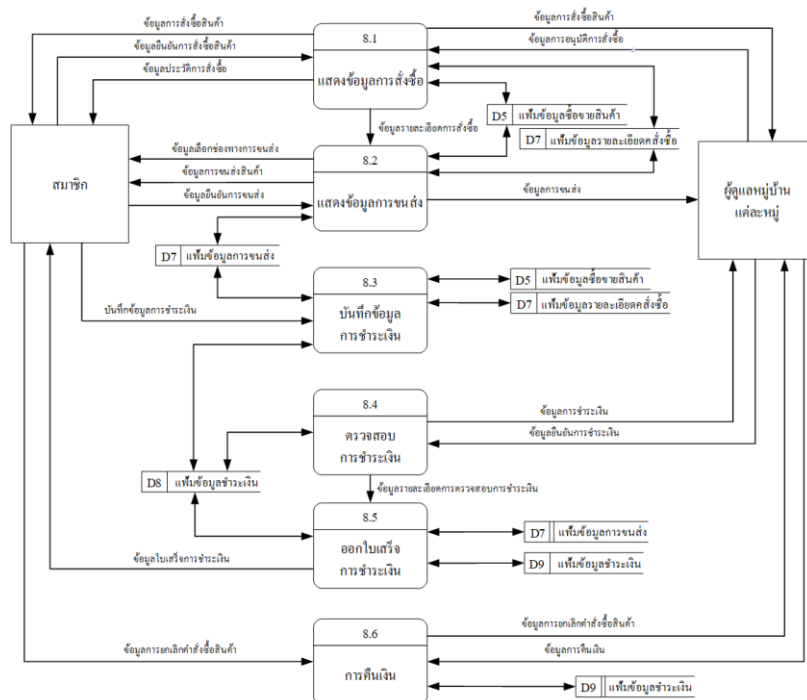 ข้อมูลการสั่งซื้อสินค้า
ข้อมูลยืนยันการสั่งซื้อสินค้า
ข้อมูลประวัติการสั่งซื้อ
8.1
แสดงข้อมูลการสั่งซื้อ
ข้อมูลการสั่งซื้อสินค้า
ข้อมูลการอนุมัติการสั่งซื้อ
D5 แฟ้มข้อมูลซื้อขายสินค้า
D7 แฟ้มข้อมูลรายละเอียดคสั่งซื้อ
ข้อมูลรายละเอียดการสั่งซื้อ
สมาชิก
ข้อมูลเลือกช่องทางการขนส่ง
ข้อมูลการขนส่งสินค้า
ข้อมูลยืนยันการขนส่ง
8.2
แสดงข้อมูลการขนส่ง
ข้อมูลการขนส่ง
ผู้ดูแลหมู่บ้าน
แต่ละหมู่
D7 แฟ้มข้อมูลการขนส่ง
บันทึกข้อมูลการชำระเงิน
8.3
บันทึกข้อมูล
การชำระเงิน
D5 แฟ้มข้อมูลซื้อขายสินค้า
D7 แฟ้มข้อมูลรายละเอียดคสั่งซื้อ
8.4
ตรวจสอบ
การชำระเงิน
ข้อมูลการชำระเงิน
ข้อมูลยืนยันการชำระเงิน
D8 แฟ้มข้อมูลชำระเงิน
ข้อมูลรายละเอียดการตรวจสอบการชำระเงิน
8.5
ออกใบเสร็จ
การชำระเงิน
ข้อมูลใบเสร็จการชำระเงิน
D7 แฟ้มข้อมูลการขนส่ง
D9 แฟ้มข้อมูลชำระเงิน
8.6
การคืนเงิน
ข้อมูลการยกเลิกคำสั่งซื้อสินค้า
ข้อมูลการยกเลิกคำสั่งซื้อสินค้า
ข้อมูลการคืนเงิน
D9 แฟ้มข้อมูลชำระเงิน